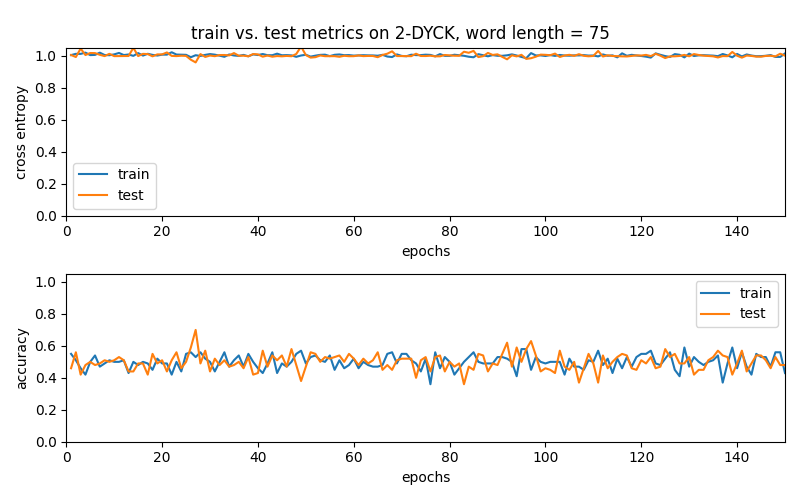 train vs. test metrics on 2-DYCK, word length = 75
cross entropy
1.0
0.8
0.6
0.4
0.2
0.0
train
test
0 20 40 60 80 100 120 140
epochs
accuracy
1.0
0.8
0.6
0.4
0.2
0.0
train
test
0 20 40 60 80 100 120 140
epochs